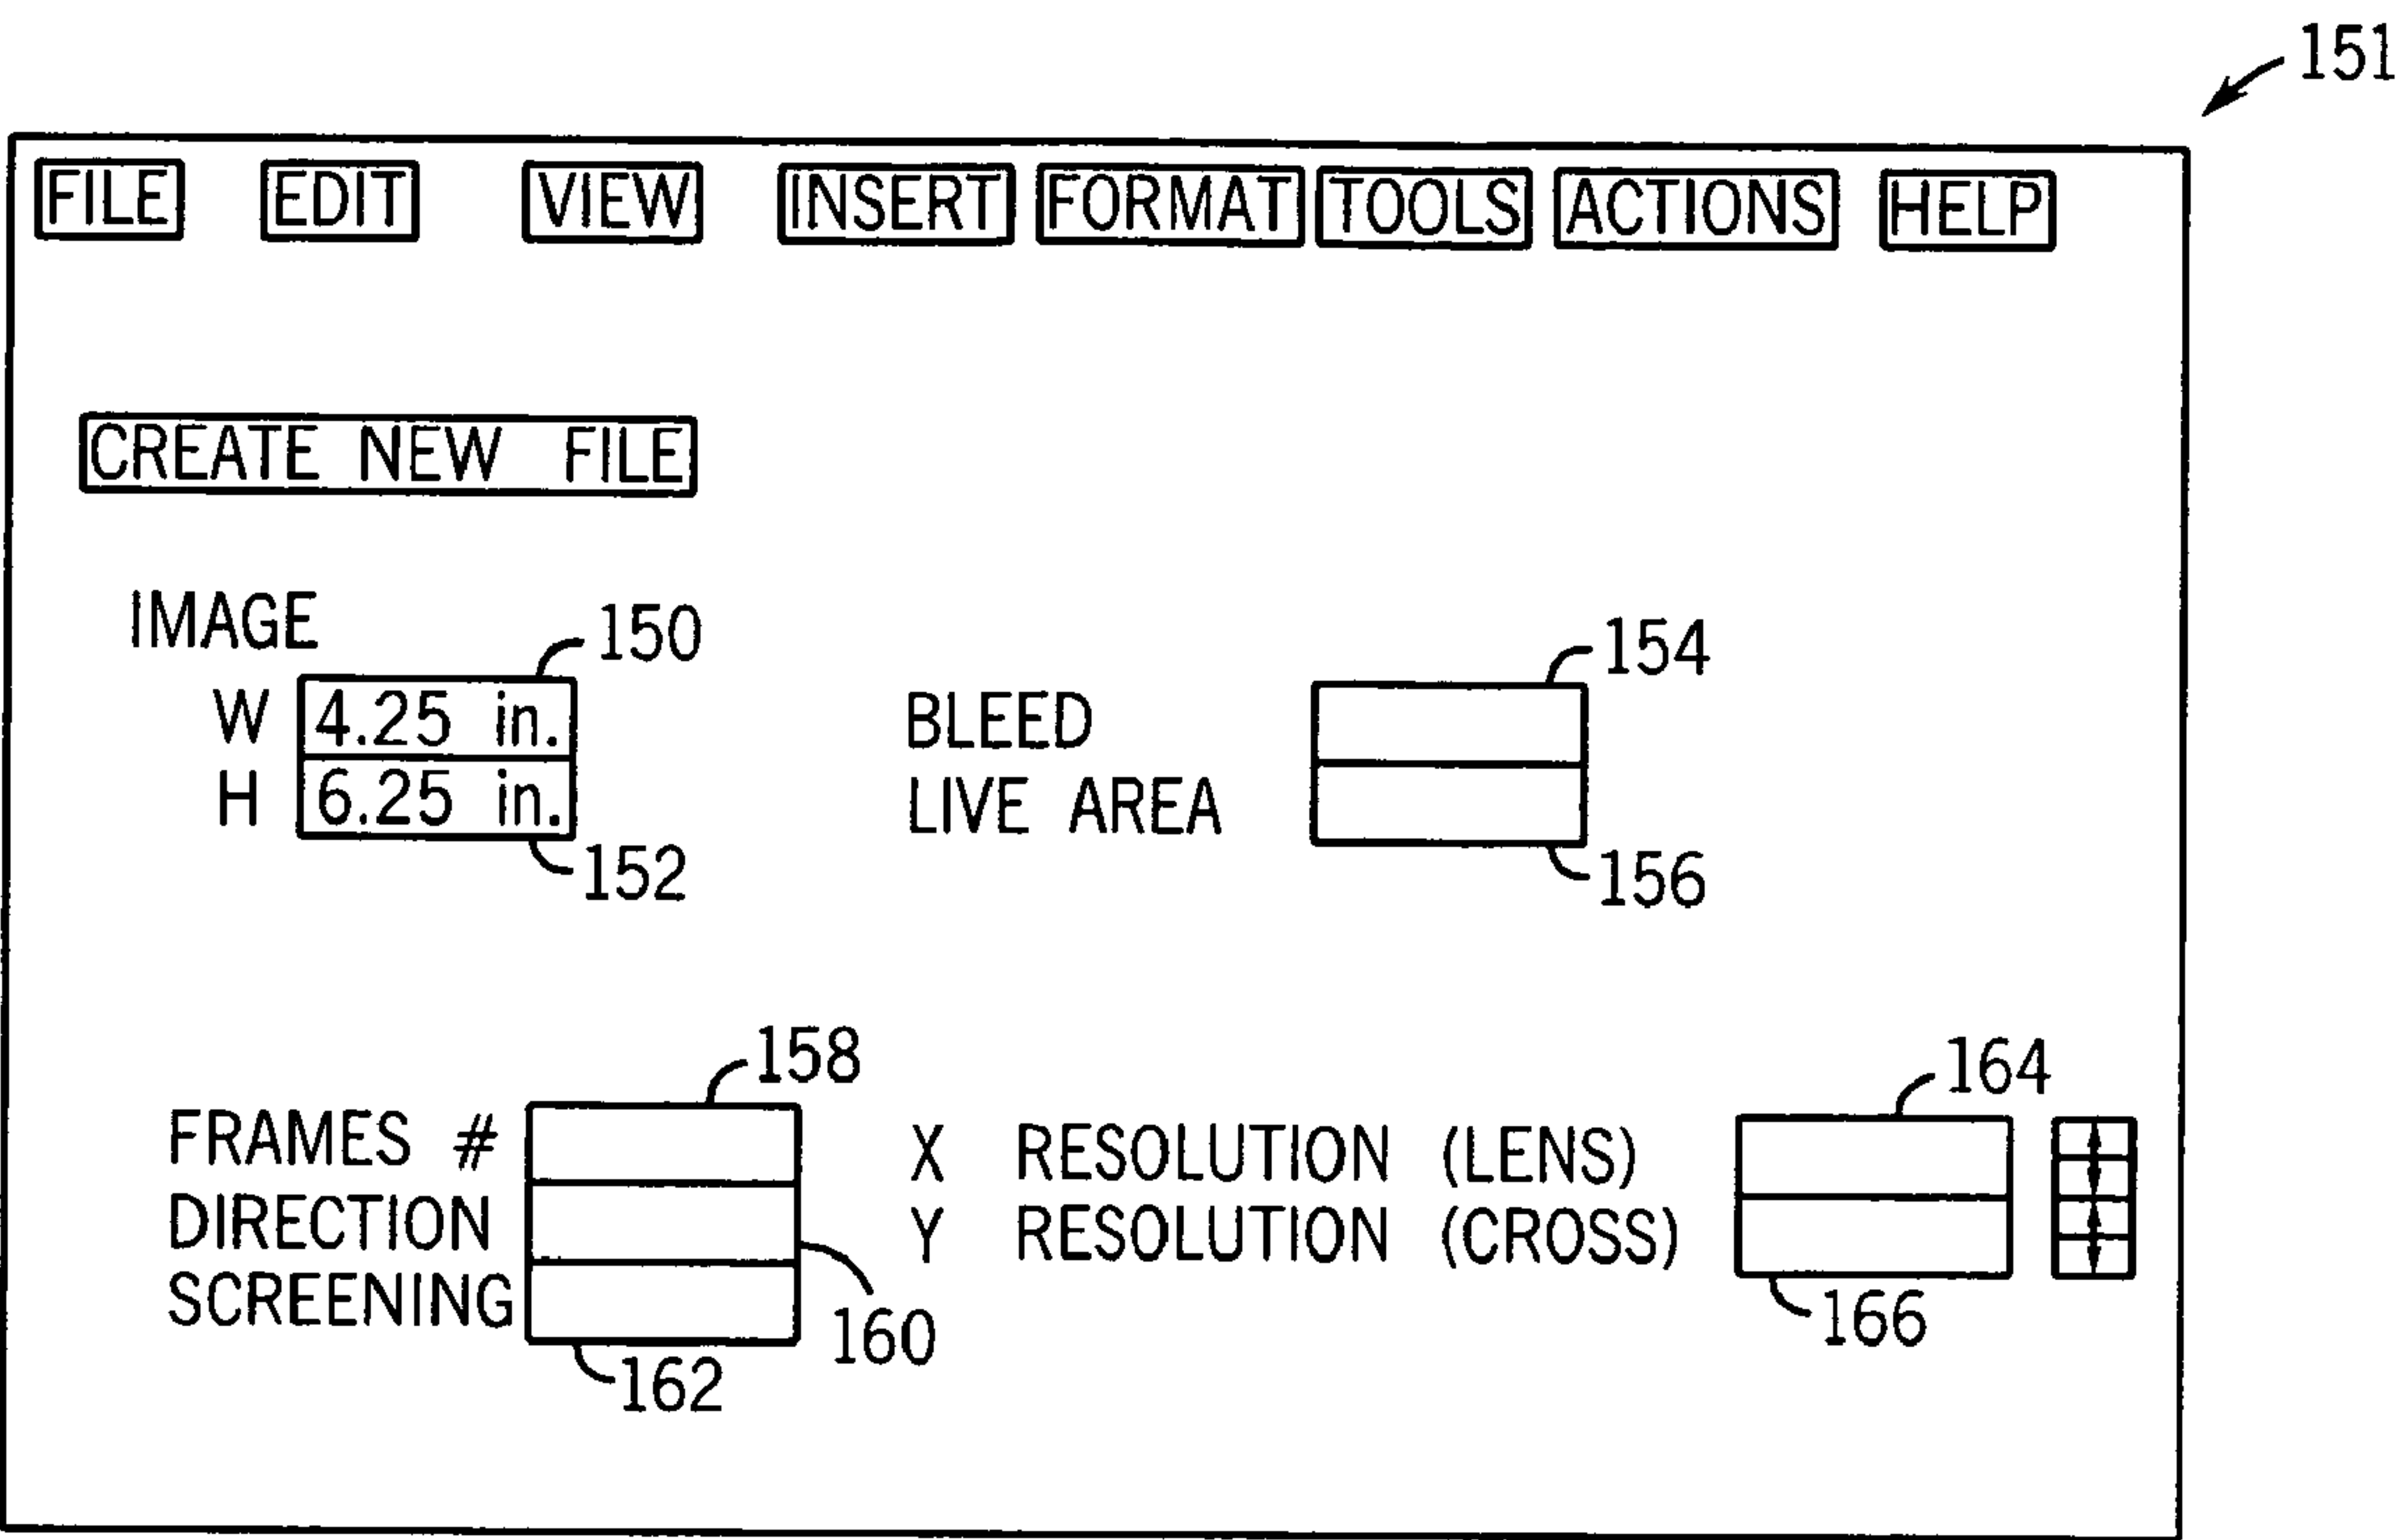 151
FILE EDIT VIEW INSERT FORMAT TOOLS ACTIONS HELP
CREATE NEW FILE
IMAGE 150 154
W 4.25 in. BLEED
H 6.25 in. LIVE AREA
152 156
158 164
FRAMES # X RESOLUTION (LENS)
DIRECTION Y RESOLUTION (CROSS)
SCREENING 160 166
162